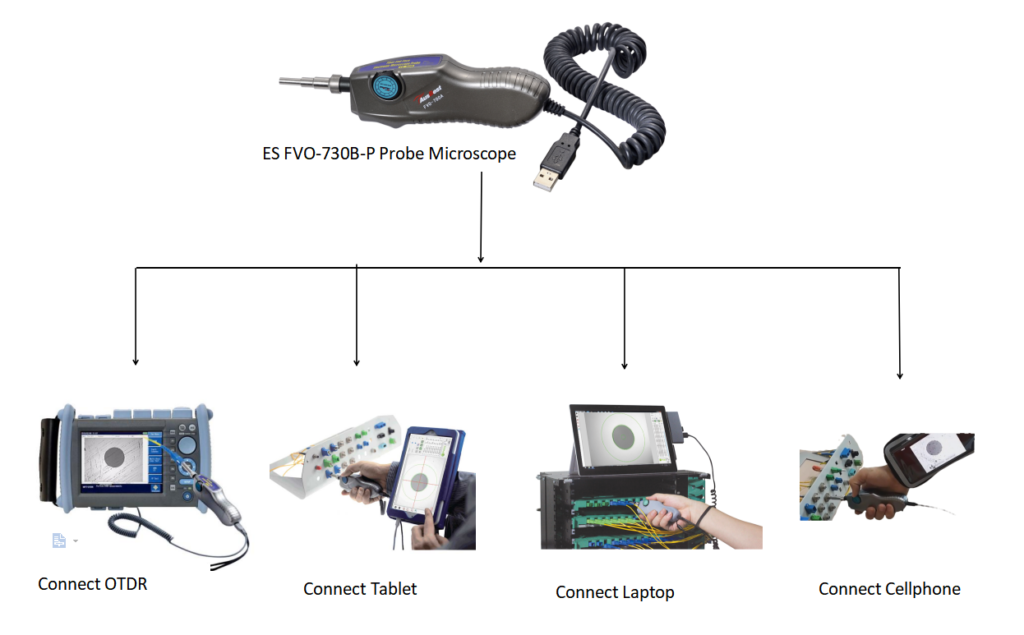 ES FVO-730B-P Probe Microscope
Connect OTDR
Connect Tablet
Connect Laptop
Connect Cellphone